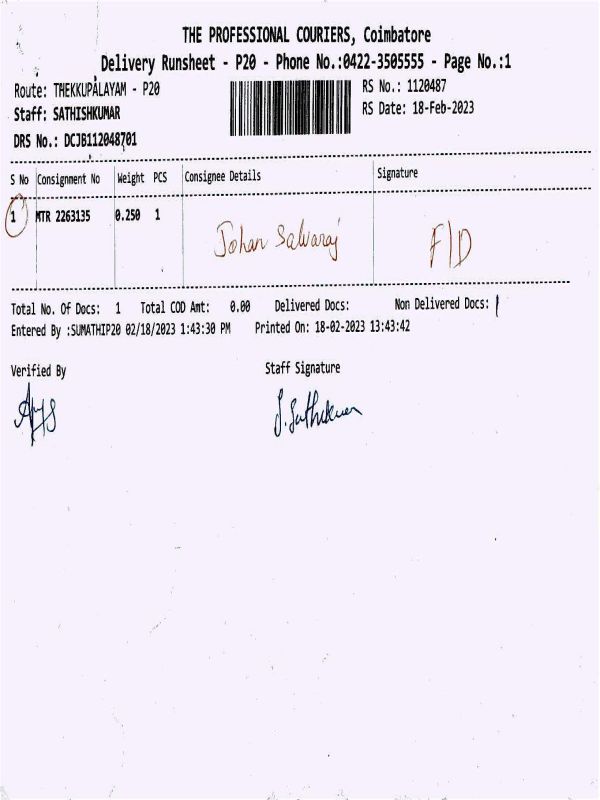 THE PROFESSIONAL COURIERS, Coimbatore
Delivery Runsheet - P20 - Phone No.:0422-3505555 - Page No.:1
Route: THEKKUPALAYAM - P20
RS No.: 1120487
Staff: SATHISHKUMAR
RS Date: 18-Feb-2023
DRS No.: DCJB112048701
S No Consignment No Weight PCS Consignee Details Signature
1 MTR 2263135 0.250 1 Johan Salvaraj F/D
Total No. Of Docs: 1 Total COD Amt: 0.00 Delivered Docs: Non Delivered Docs: 1
Entered By :SUMATHIP20 02/18/2023 1:43:30 PM Printed On: 18-02-2023 13:43:42
Verified By Staff Signature